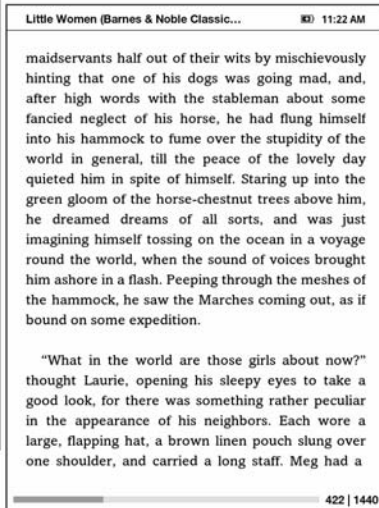 Little Women (Barnes & Noble Classic... 11:22 AM
maidservants half out of their wits by mischievously
hinting that one of his dogs was going mad, and,
after high words with the stableman about some
fancied neglect of his horse, he had flung himself
into his hammock to fume over the stupidity of the
world in general, till the peace of the lovely day
quieted him in spite of himself. Staring up into the
green gloom of the horse-chestnut trees above him,
he dreamed dreams of all sorts, and was just
imagining himself tossing on the ocean in a voyage
round the world, when the sound of voices brought
him ashore in a flash. Peeping through the meshes of
the hammock, he saw the Marches coming out, as if
bound on some expedition.
“What in the world are those girls about now?”
thought Laurie, opening his sleepy eyes to take a
good look, for there was something rather peculiar
in the appearance of his neighbors. Each wore a
large, flapping hat, a brown linen pouch slung over
one shoulder, and carried a long staff. Meg had a
422 | 1440